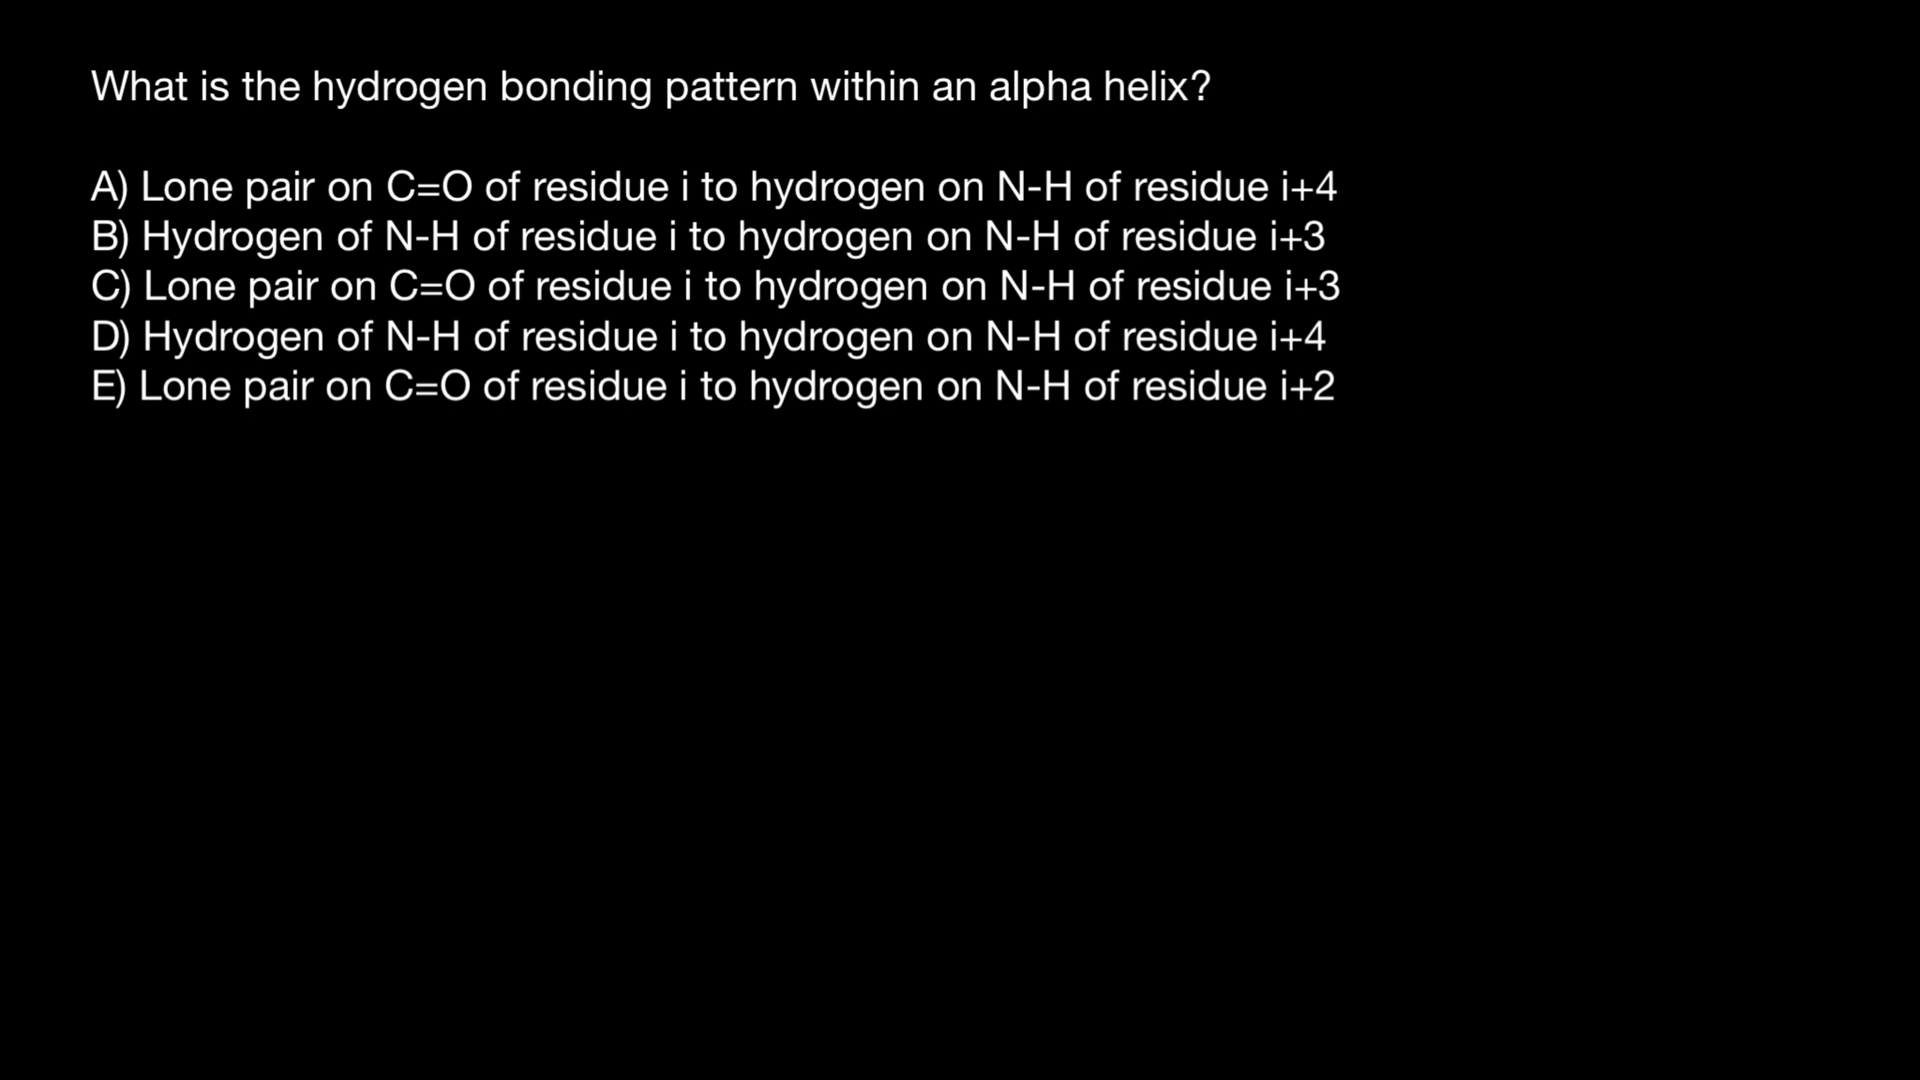 What is the hydrogen bonding pattern within an alpha helix?
A) Lone pair on C=O of residue i to hydrogen on N-H of residue i+4
B) Hydrogen of N-H of residue i to hydrogen on N-H of residue i+3
C) Lone pair on C=O of residue i to hydrogen on N-H of residue i+3
D) Hydrogen of N-H of residue i to hydrogen on N-H of residue i+4
E) Lone pair on C=O of residue i to hydrogen on N-H of residue i+2